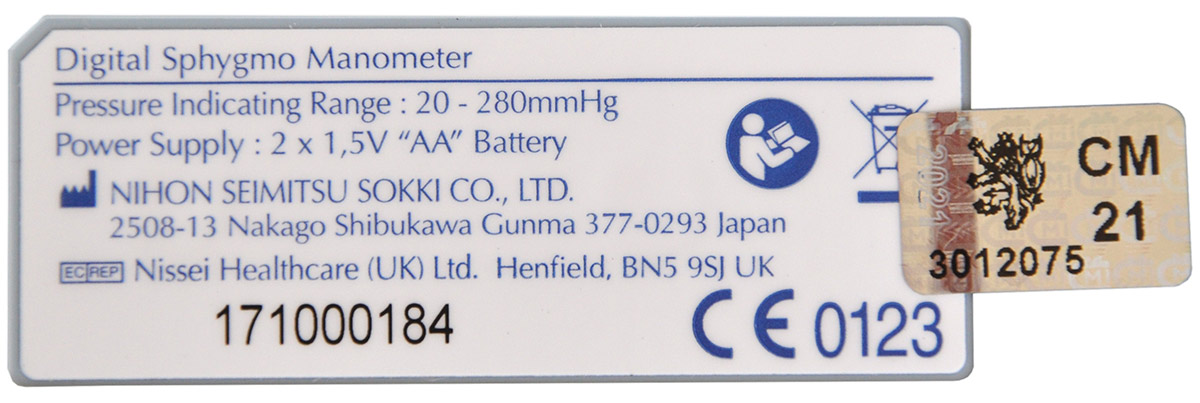 Digital Sphygmo Manometer
Pressure Indicating Range : 20 - 280mmHg
Power Supply : 2 x 1,5V “AA” Battery
NIHON SEIMITSU SOKKI CO., LTD.
2508-13 Nakago Shibukawa Gunma 377-0293 Japan
EC REP Nissei Healthcare (UK) Ltd. Henfield, BN5 9SJ UK
171000184
CE 0123
CM
21
3012075